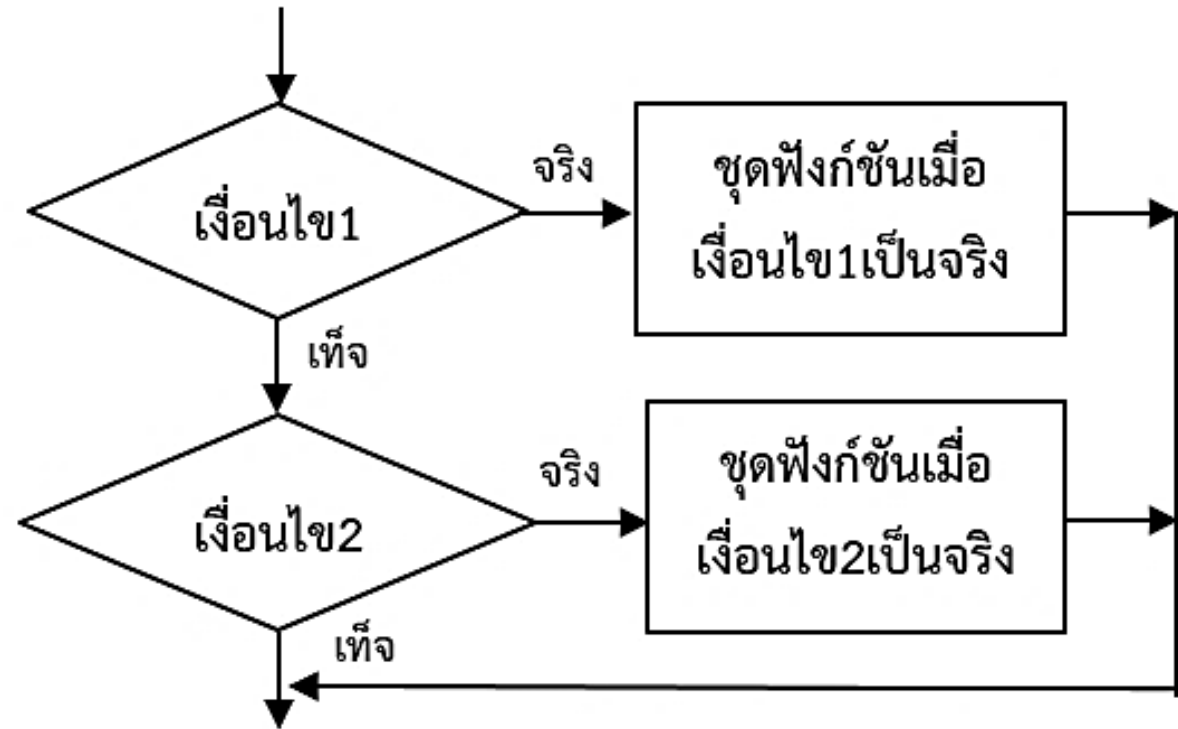 จริง
ชุดฟังก์ชันเมื่อ
เงื่อนไข1
เงื่อนไข1เป็นจริง
เท็จ
จริง
ชุดฟังก์ชันเมื่อ
เงื่อนไข2
เงื่อนไข2เป็นจริง
เท็จ